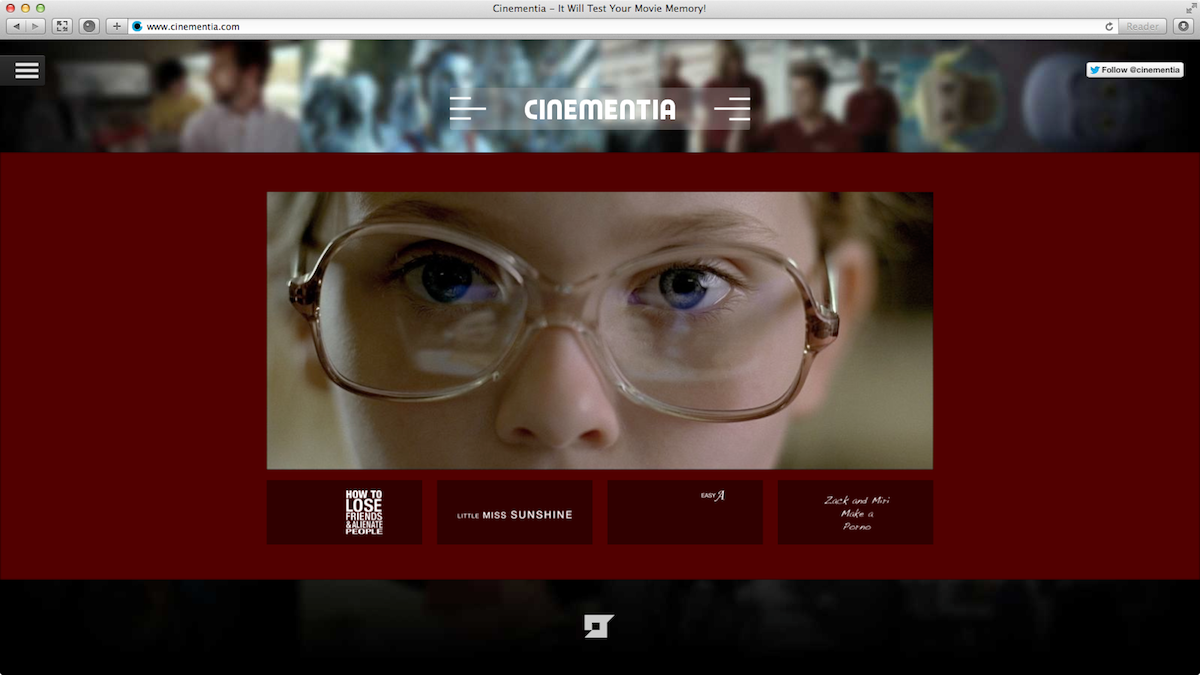 Cinementia – It Will Test Your Movie Memory!
www.cinementia.com
Reader
Follow @cinementia
CINEMENTIA
HOW TO
LOSE
FRIENDS
& ALIENATE
PEOPLE
LITTLE MISS SUNSHINE
EASY A
Zack and Miri
Make a
Porno